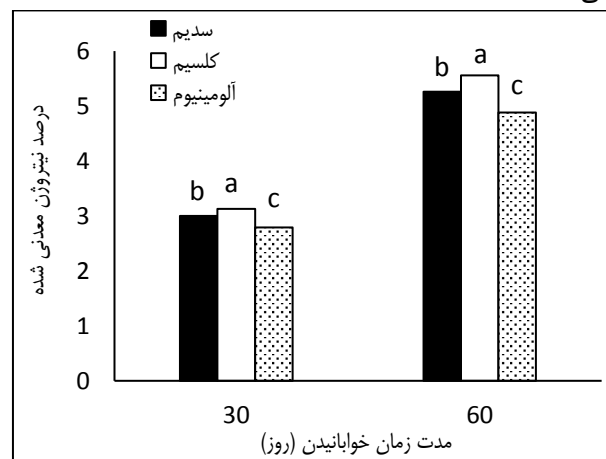 سدیم
کلسیم
آلومینیوم
درصد نیتروژن معدنی شده
6
5
4
3
2
1
0
b a c
b a c
30 60
مدت زمان خوابانیدن (روز)